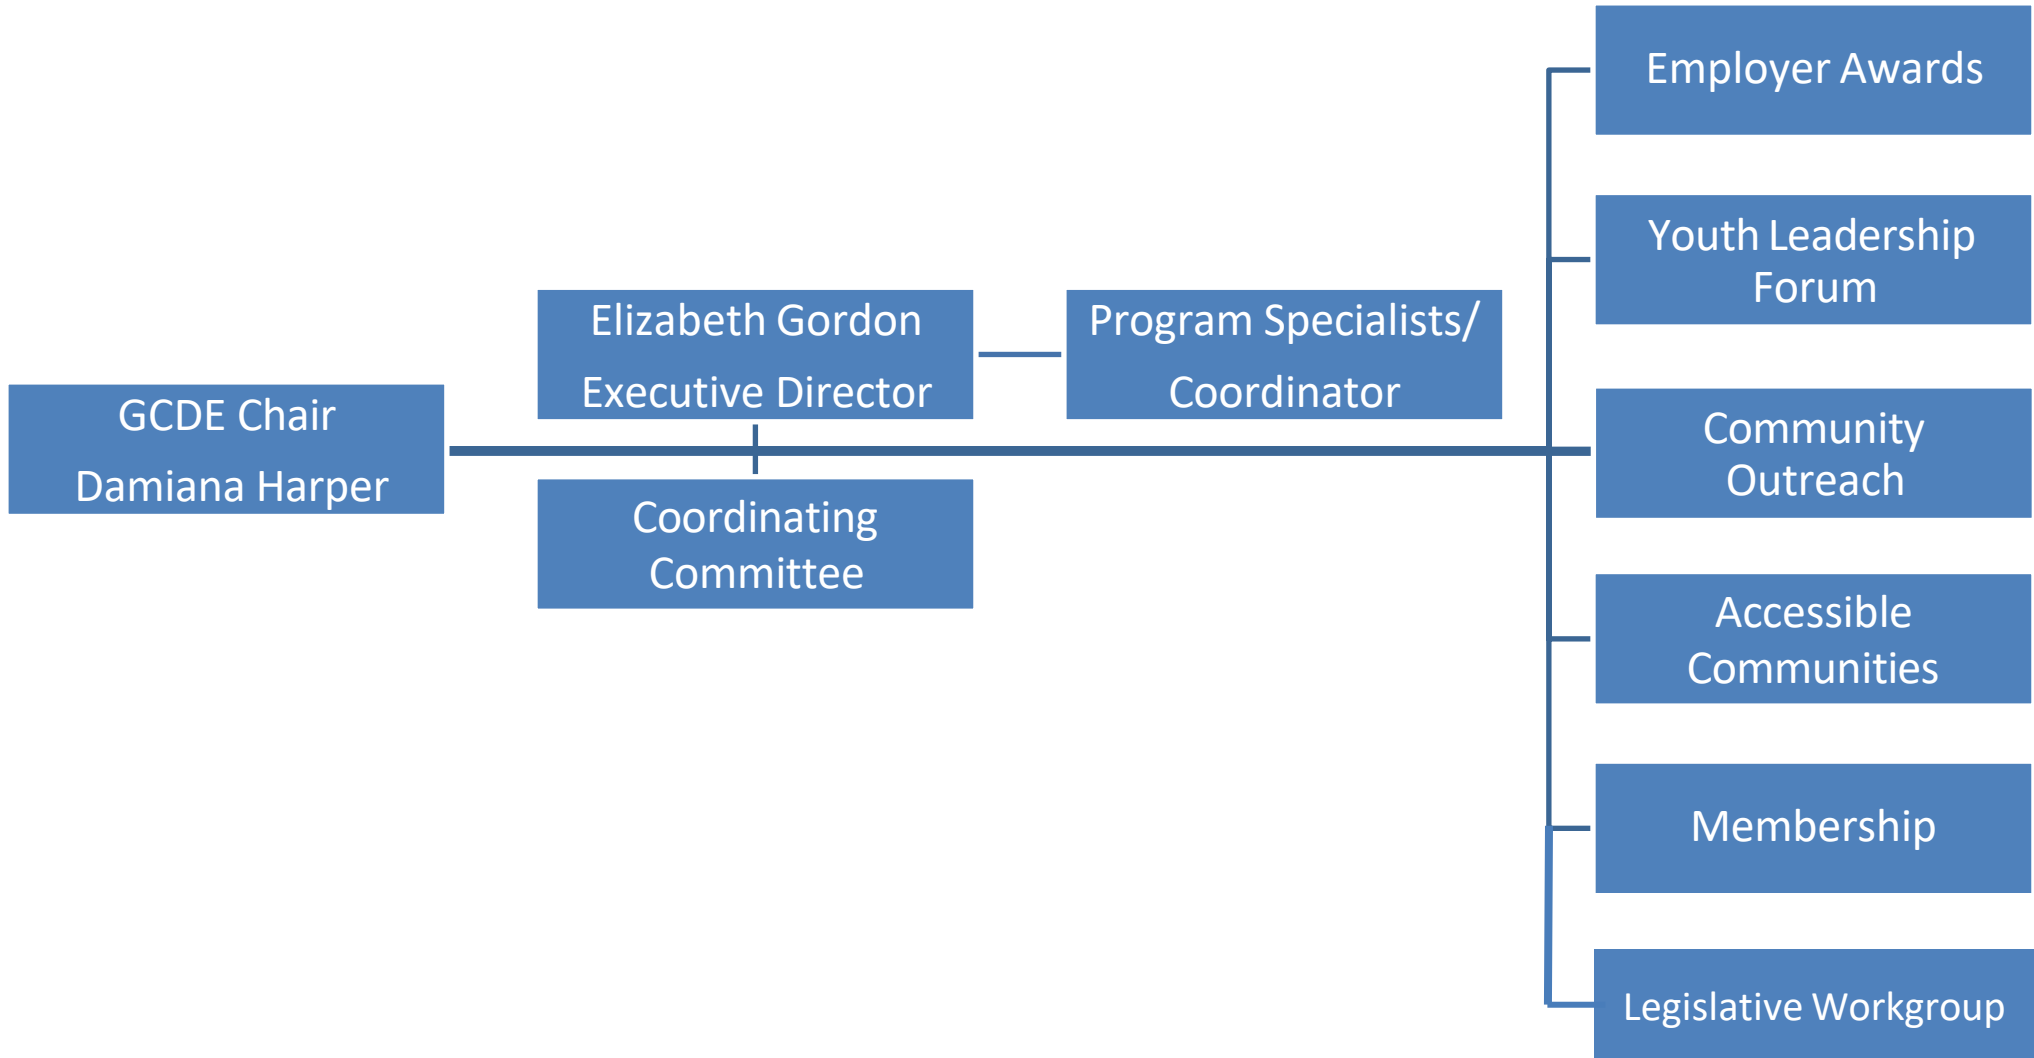 GCDE Chair
Damiana Harper
Elizabeth Gordon
Executive Director
Coordinating
Committee
Program Specialists/
Coordinator
Employer Awards
Youth Leadership
Forum
Community
Outreach
Accessible
Communities
Membership
Legislative Workgroup